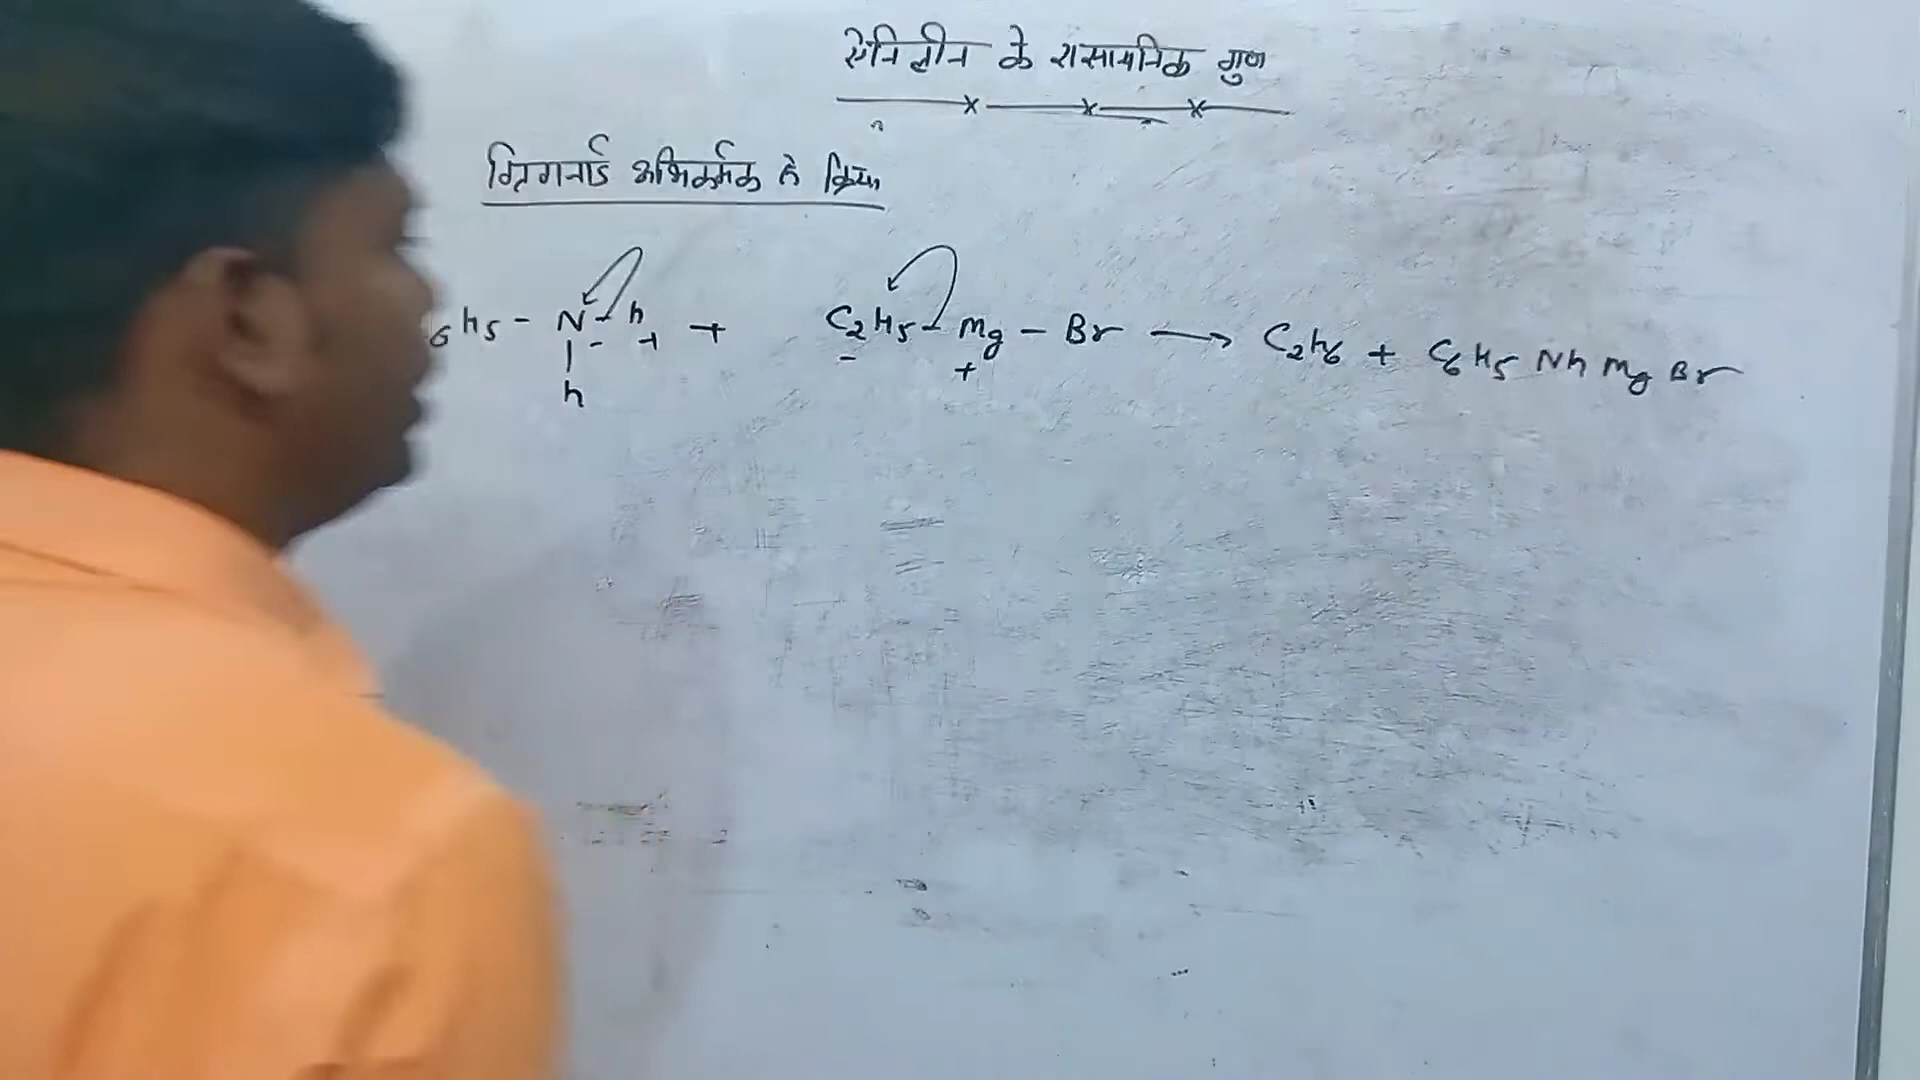 ऐनिलीन के रासायनिक गुण
ग्रिगनार्ड अभिकर्मक से क्रिया
6H5 - N - h + C2H5 - Mg - Br ⟶ C2h6 + C6H5 Nh Mg Br
- + - +
|
h